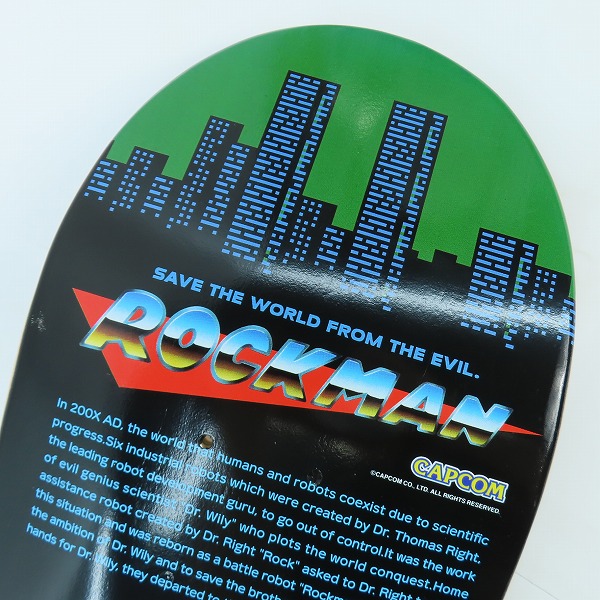 SAVE THE WORLD FROM THE EVIL.
ROCKMAN
CAPCOM
©CAPCOM CO., LTD. ALL RIGHTS RESERVED.
In 200X AD, the world that humans and robots coexist due to scientific
progress.Six industrial robots which were created by Dr. Thomas Right,
the leading robot development guru, to go out of control.It was the work
of evil genius scientist "Dr. Wily" who plots the world conquest.Home
assistance robot created by Dr. Right "Rock" asked to Dr. Right to
this situation and was reborn as a battle robot "Rockm
the ambition of Dr. Wily and to save the broth
hands for Dr. Wily, they departed to